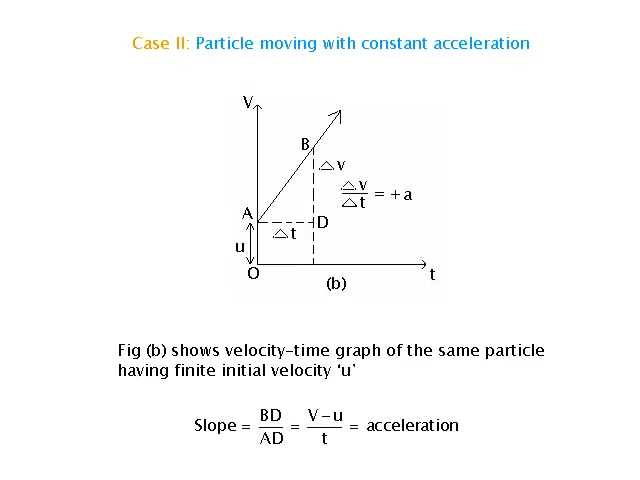 Case II: Particle moving with constant acceleration
V
B
△v
△v
△t
= + a
A
D
△t
u
O
t
(b)
Fig (b) shows velocity-time graph of the same particle
having finite initial velocity ‘u’
Slope = BD/AD = V - u/t = acceleration